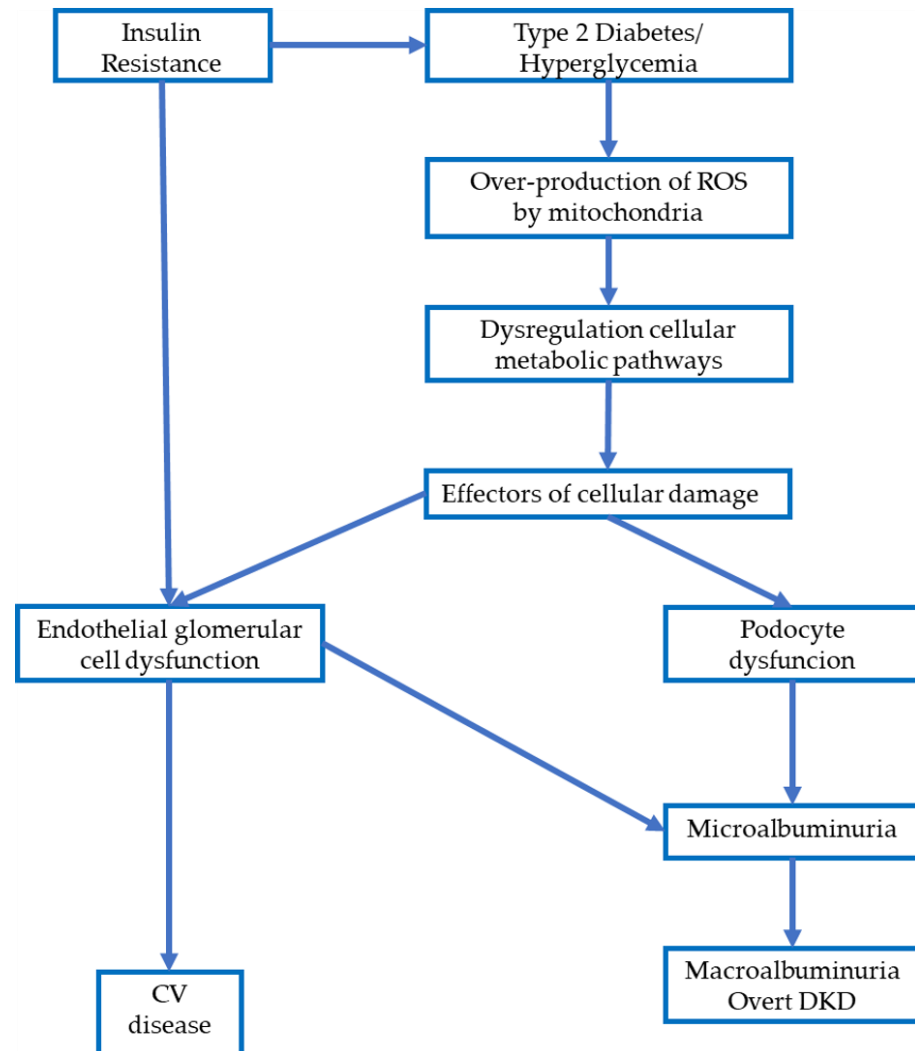 Insulin
Resistance
Type 2 Diabetes/
Hyperglycemia
Over-production of ROS
by mitochondria
Dysregulation cellular
metabolic pathways
Effectors of cellular damage
Endothelial glomerular
cell dysfunction
Podocyte
dysfuncion
Microalbuminuria
Macroalbuminuria
Overt DKD
CV
disease